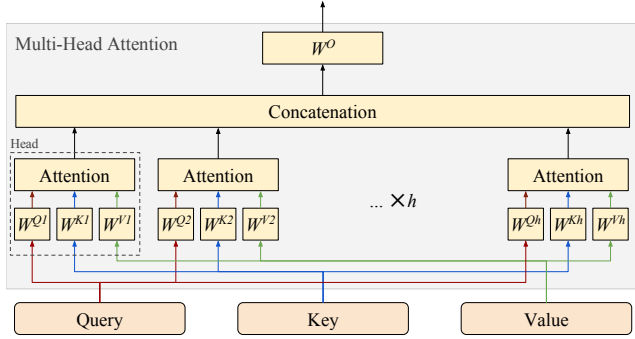 Multi-Head Attention
W^O
Concatenation
Head
Attention Attention Attention
... × h
W^Q1 W^K1 W^V1 W^Q2 W^K2 W^V2 W^Qh W^Kh W^Vh
Query Key Value